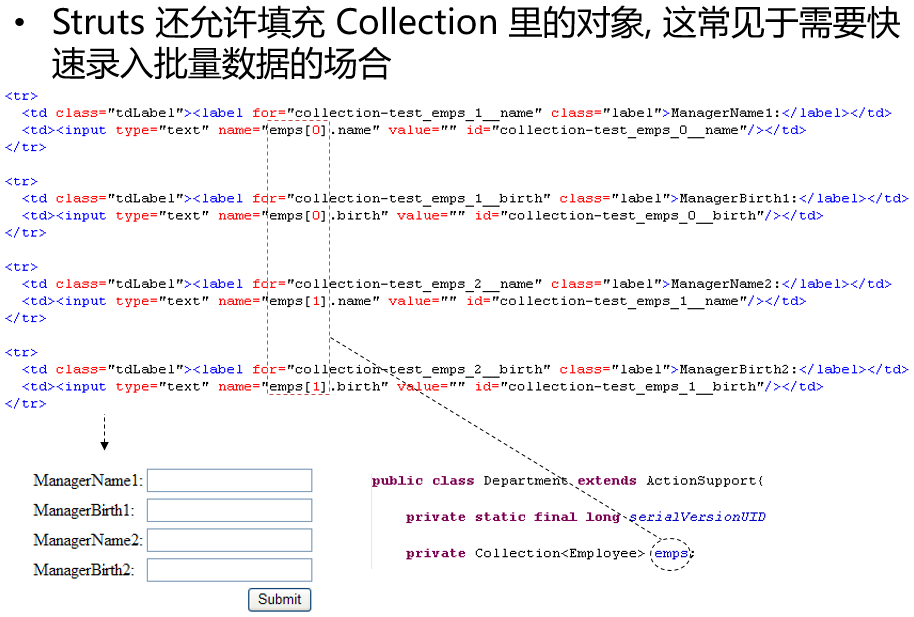 • Struts 还允许填充 Collection 里的对象, 这常见于需要快
速录入批量数据的场合
<tr>
<td class="tdLabel"><label for="collection-test_emps_1__name" class="label">ManagerName1:</label></td>
<td><input type="text" name="emps[0].name" value="" id="collection-test_emps_0__name"/></td>
</tr>
<tr>
<td class="tdLabel"><label for="collection-test_emps_1__birth" class="label">ManagerBirth1:</label></td>
<td><input type="text" name="emps[0].birth" value="" id="collection-test_emps_0__birth"/></td>
</tr>
<tr>
<td class="tdLabel"><label for="collection-test_emps_2__name" class="label">ManagerName2:</label></td>
<td><input type="text" name="emps[1].name" value="" id="collection-test_emps_1__name"/></td>
</tr>
<tr>
<td class="tdLabel"><label for="collection-test_emps_2__birth" class="label">ManagerBirth2:</label></td>
<td><input type="text" name="emps[1].birth" value="" id="collection-test_emps_1__birth"/></td>
</tr>
ManagerName1:
ManagerBirth1:
ManagerName2:
ManagerBirth2:
Submit
public class Department extends ActionSupport{
private static final long serialVersionUID
private Collection<Employee> emps;